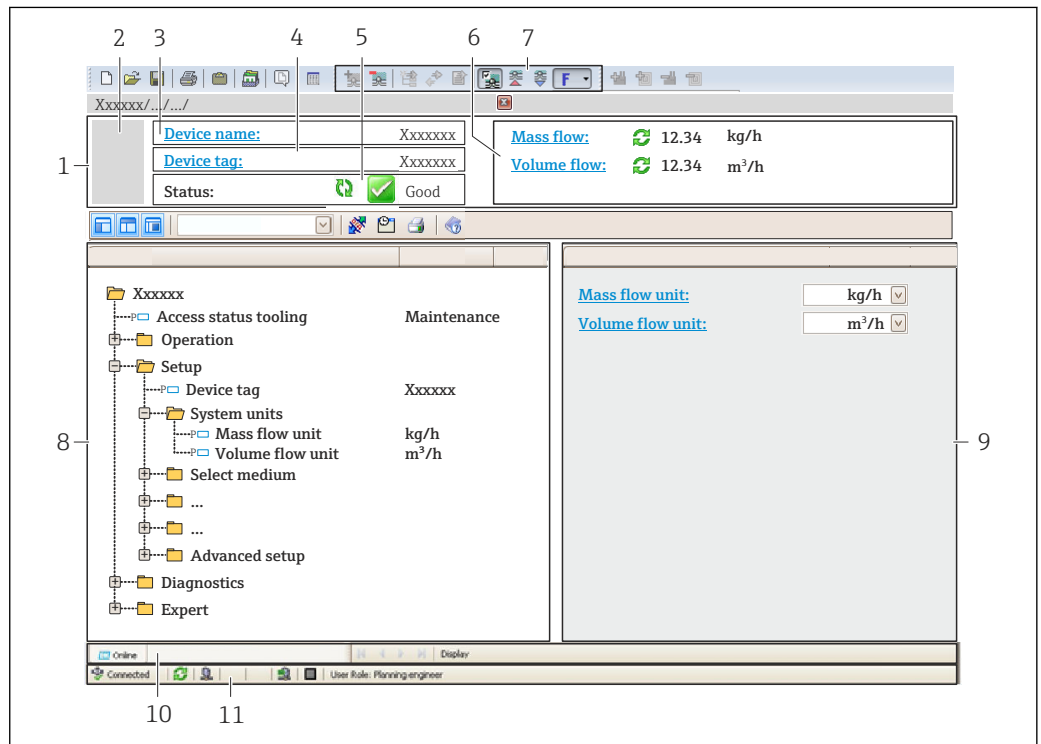 2 3 4 5 6 7
F
Xxxxxx/.../.../
1
Device name: Xxxxxxx
Mass flow: 12.34 kg/h
Device tag: Xxxxxxx
Volume flow: 12.34 m³/h
Status: Good
Xxxxxx
Mass flow unit: kg/h
P Access status tooling Maintenance
Operation
Volume flow unit: m³/h
Setup
P Device tag Xxxxxx
System units
P Mass flow unit kg/h
8
9
P Volume flow unit m³/h
Select medium
...
...
Advanced setup
Diagnostics
Expert
Online Display
Connected User Role: Planning engineer
10 11